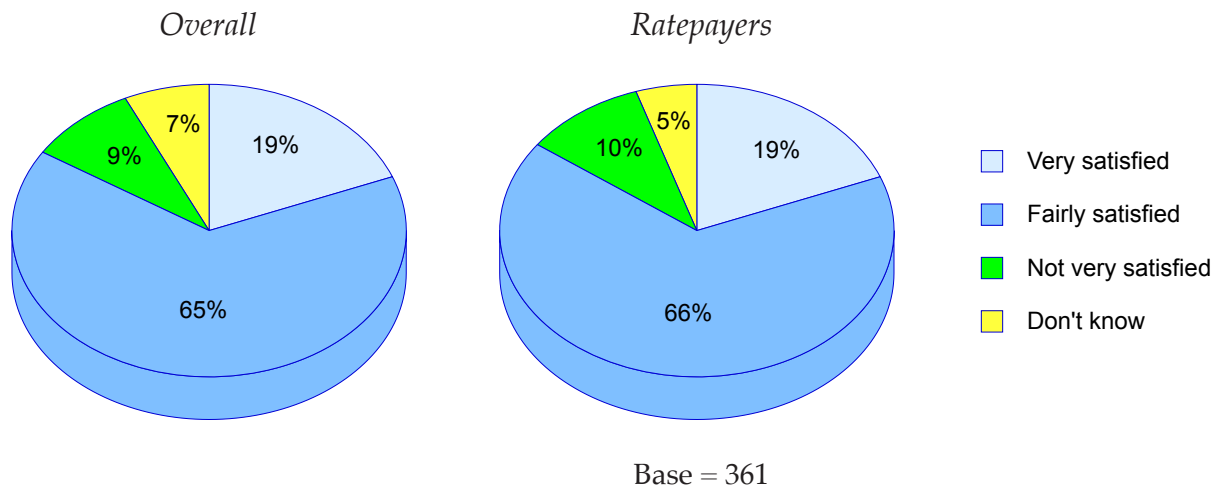 Overall
Ratepayers
7%
19%
9%
65%
5%
19%
10%
66%
Very satisfied
Fairly satisfied
Not very satisfied
Don't know
Base = 361